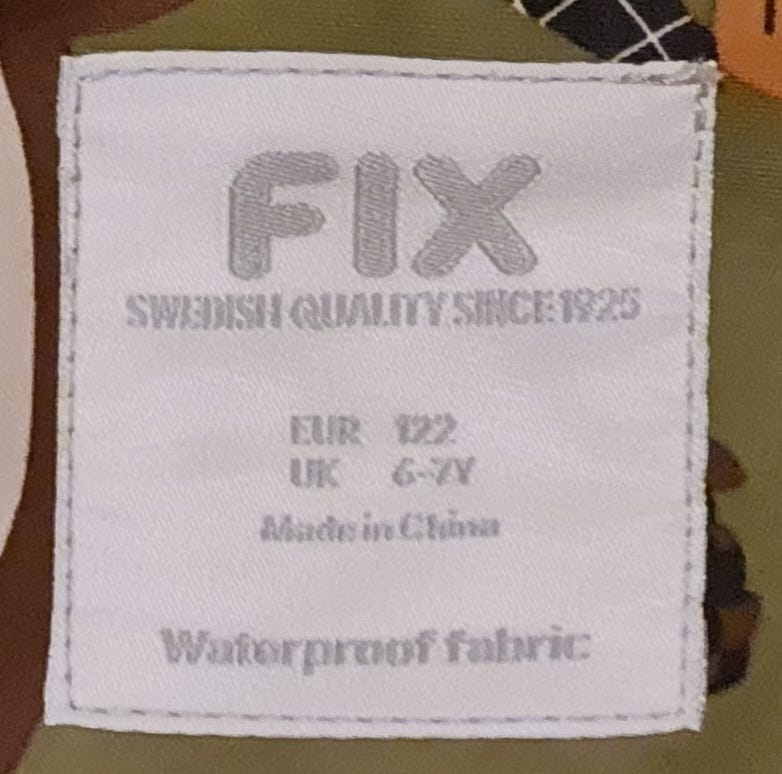 FIX
SWEDISH QUALITY SINCE 1925
EUR 122
UK 6-7Y
Made in China
Waterproof fabric